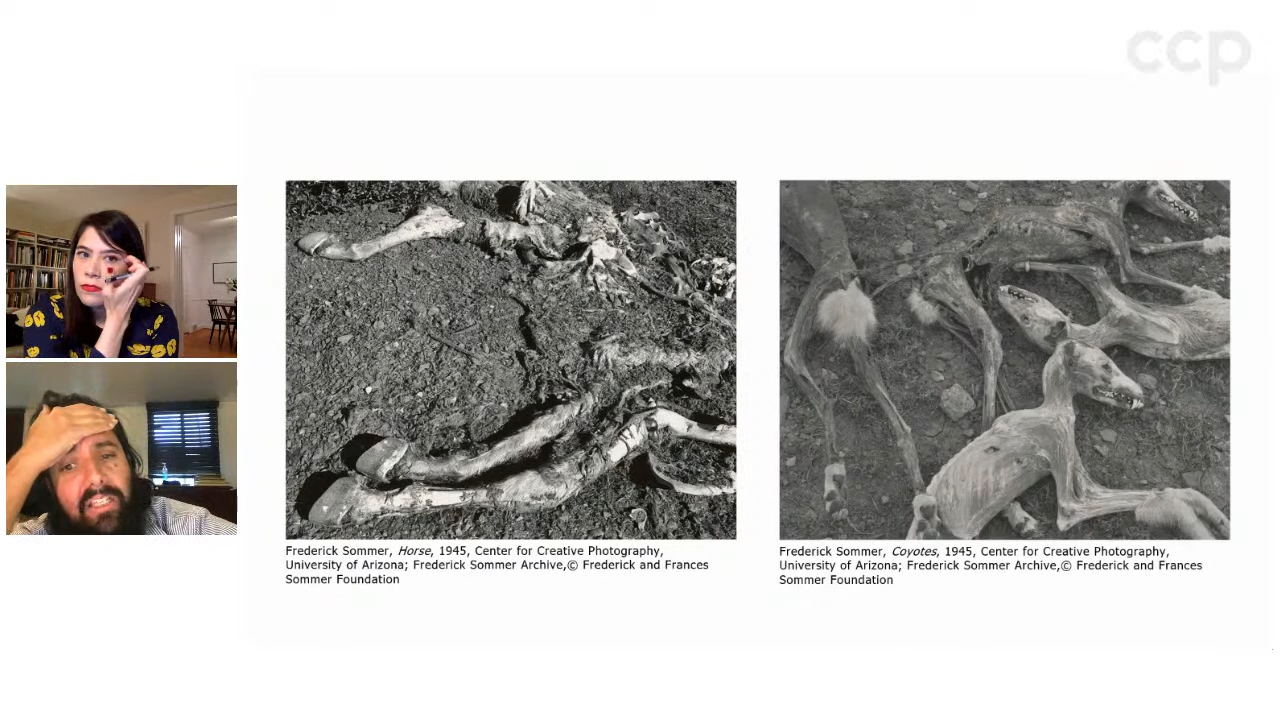 ccp
Frederick Sommer, Horse, 1945, Center for Creative Photography,
University of Arizona; Frederick Sommer Archive,© Frederick and Frances
Sommer Foundation
Frederick Sommer, Coyotes, 1945, Center for Creative Photography,
University of Arizona; Frederick Sommer Archive,© Frederick and Frances
Sommer Foundation